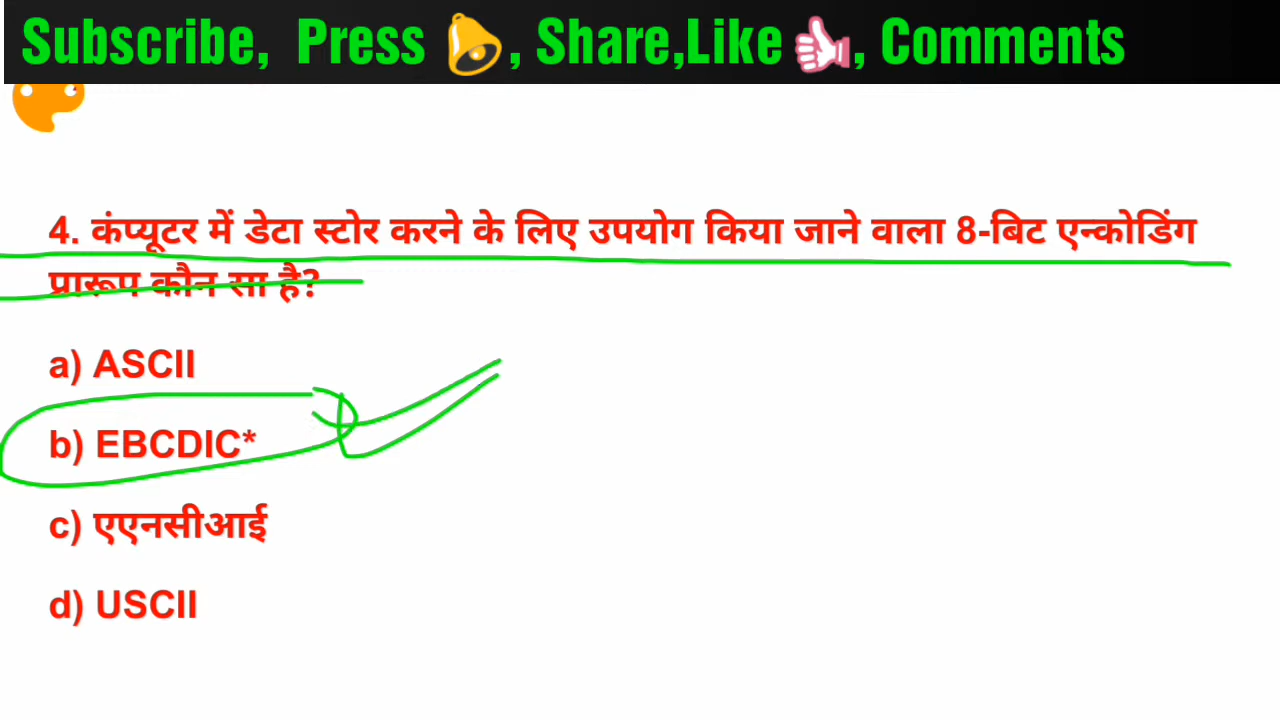 Subscribe, Press 🔔, Share,Like 👍, Comments
4. कंप्यूटर में डेटा स्टोर करने के लिए उपयोग किया जाने वाला 8-बिट एन्कोडिंग
प्रारूप कौन सा है?
a) ASCII
b) EBCDIC*
c) एएनसीआई
d) USCII